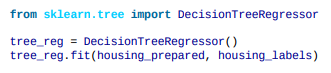 from sklearn.tree import DecisionTreeRegressor
tree_reg = DecisionTreeRegressor()
tree_reg.fit(housing_prepared, housing_labels)